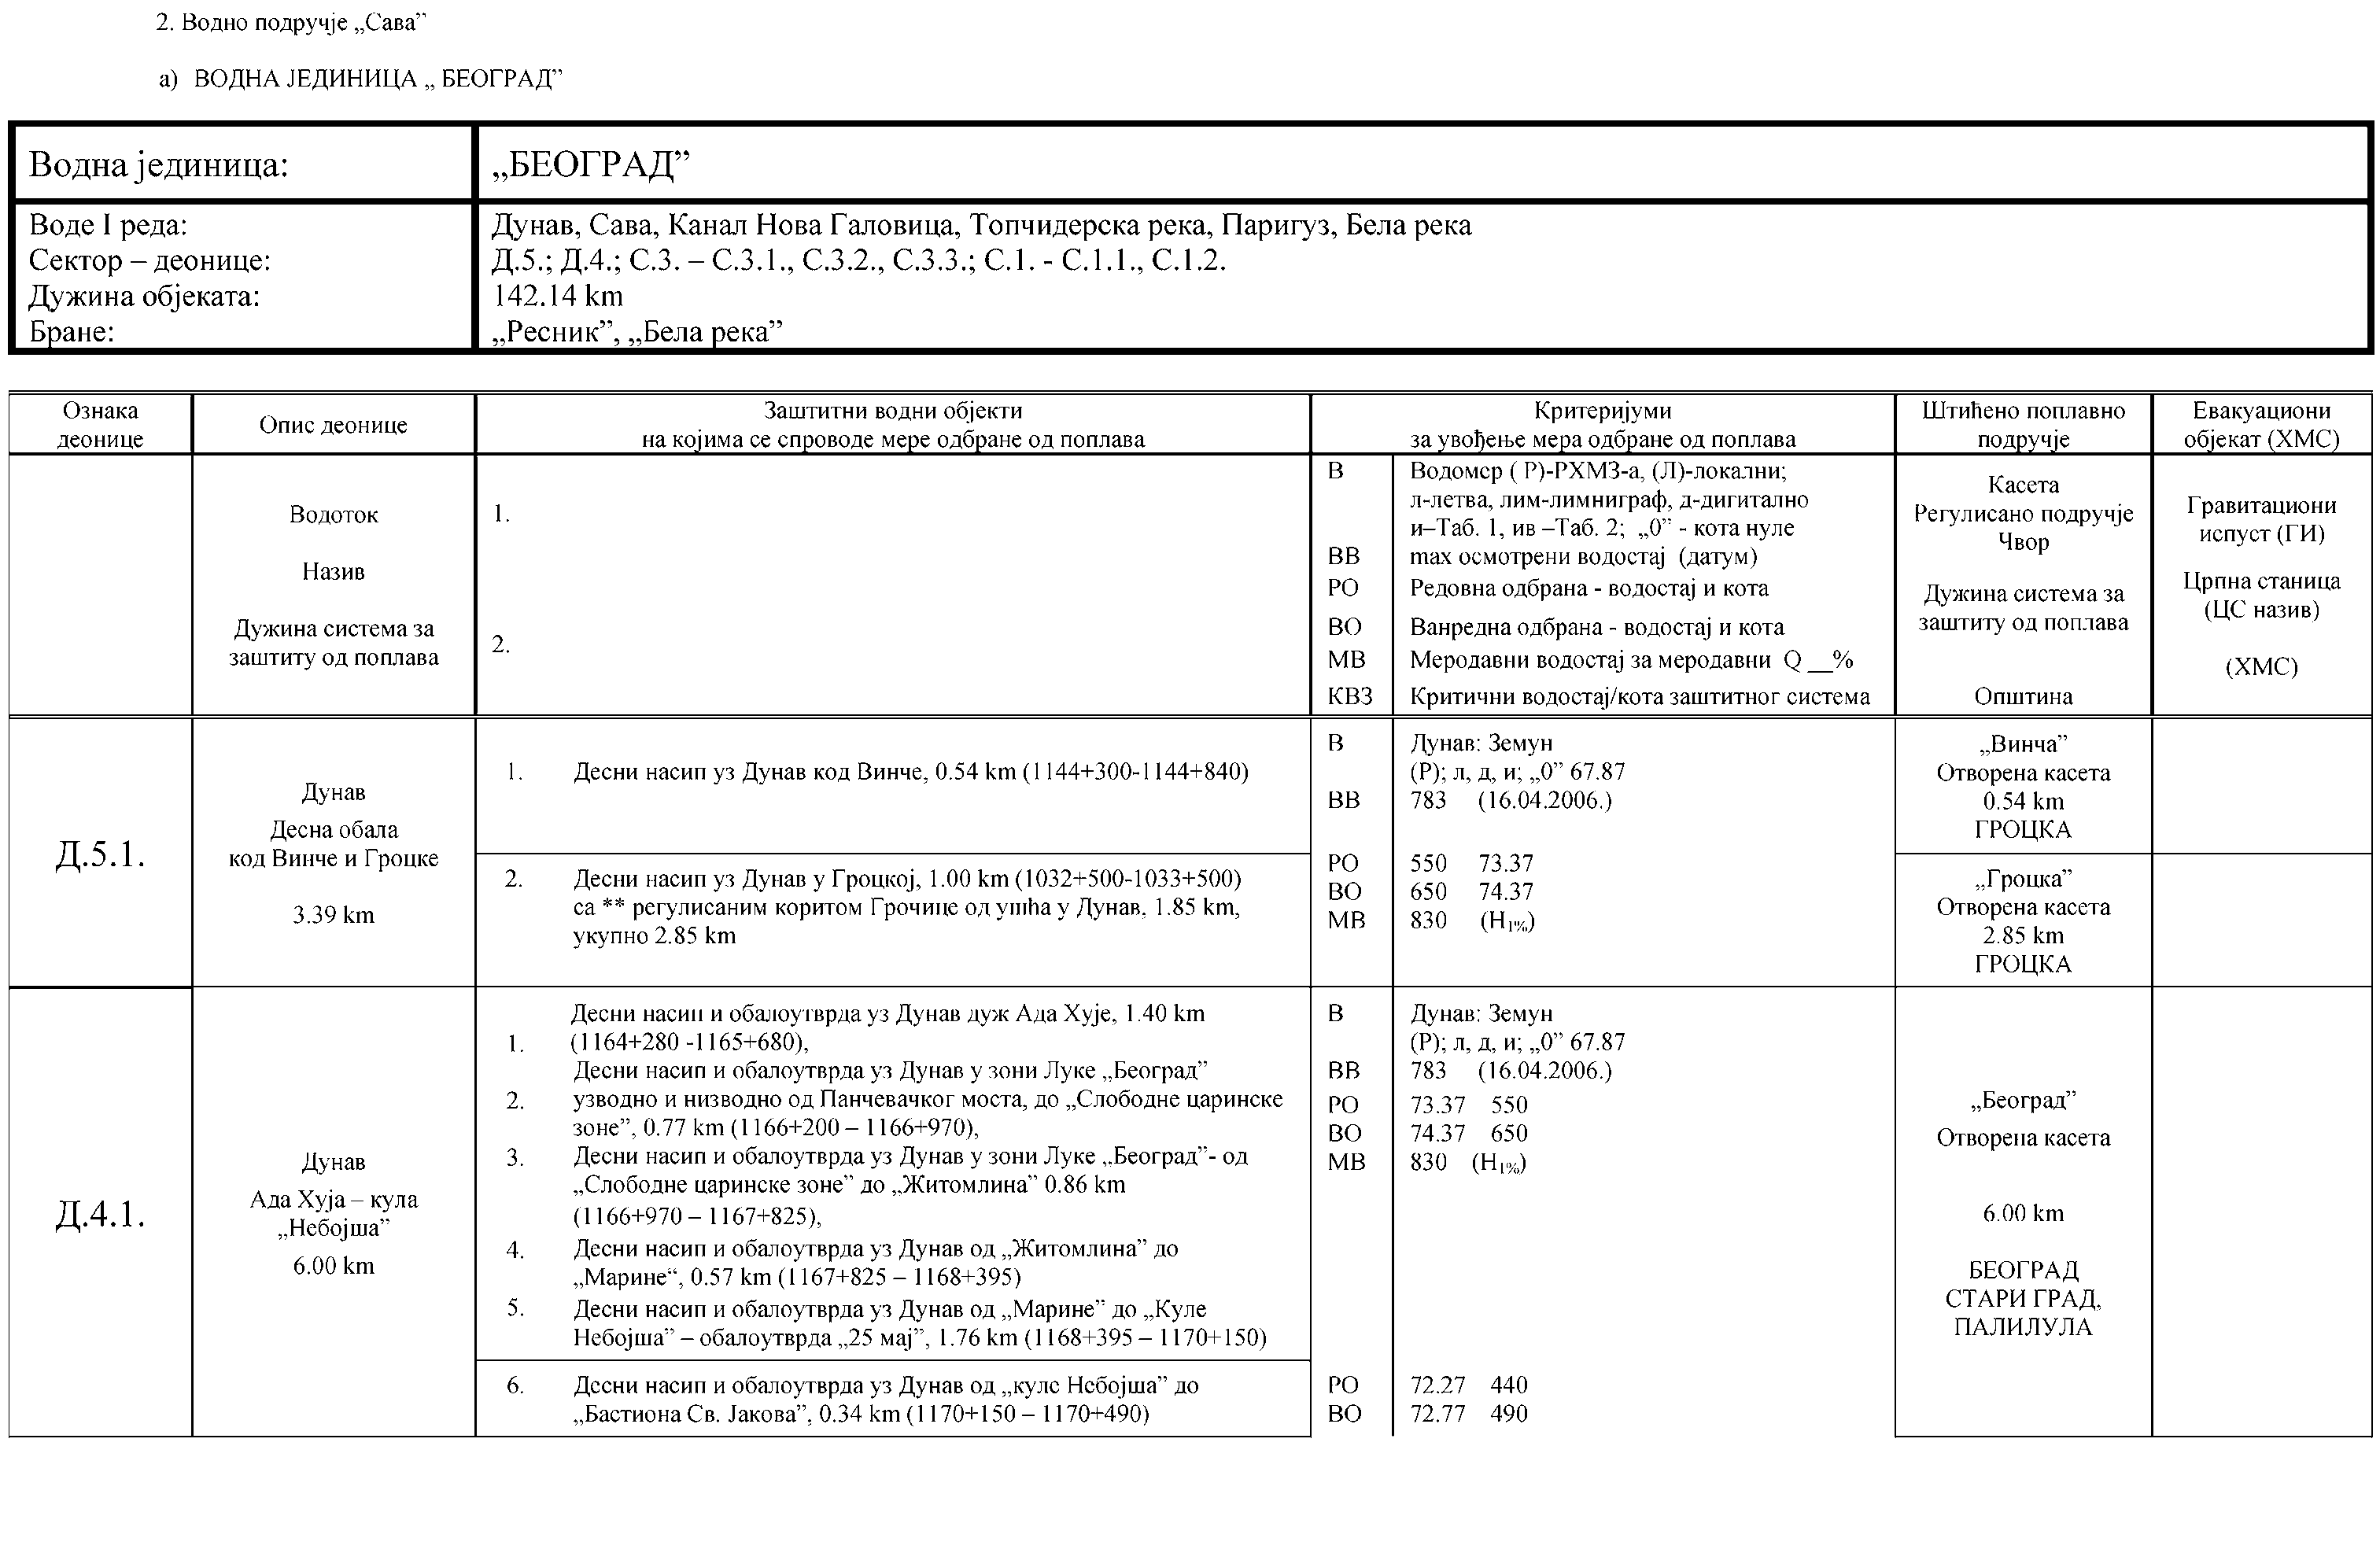 2. Водно подручје „Сава”
а) ВОДНА ЈЕДИНИЦА „ БЕОГРАД”
Водна јединица:
„БЕОГРАД”
Воде I реда:
Дунав, Сава, Канал Нова Галовица, Топчидерска река, Паригуз, Бела река
Сектор – деонице:
Д.5.; Д.4.; С.3. – С.3.1., С.3.2., С.3.3.; С.1. - С.1.1., С.1.2.
Дужина објеката:
142.14 km
Бране:
„Ресник”, „Бела река”
Ознака
деонице
Опис деонице
Заштитни водни објекти
на којима се спроводе мере одбране од поплава
Критеријуми
за увођење мера одбране од поплава
Штићено поплавно
подручје
Евакуациони
објекат (ХМС)
Водоток
Назив
Дужина система за
заштиту од поплава
1.
2.
В Водомер ( Р)-РХМЗ-а, (Л)-локални;
л-летва, лим-лимниграф, д-дигитално
и–Таб. 1, ив –Таб. 2; „0” - кота нуле
ВВ max осмотрени водостај (датум)
РО Редовна одбрана - водостај и кота
ВО Ванредна одбрана - водостај и кота
МВ Меродавни водостај за меродавни Q __%
КВЗ Критични водостај/кота заштитног система
Касета
Регулисано подручје
Чвор
Дужина система за
заштиту од поплава
Општина
Гравитациони
испуст (ГИ)
Црпна станица
(ЦС назив)
(ХМС)
Д.5.1.
Дунав
Десна обала
код Винче и Гроцке
3.39 km
1. Десни насип уз Дунав код Винче, 0.54 km (1144+300-1144+840)
2. Десни насип уз Дунав у Гроцкој, 1.00 km (1032+500-1033+500)
са ** регулисаним коритом Грочице од ушћа у Дунав, 1.85 km,
укупно 2.85 km
В Дунав: Земун
(Р); л, д, и; „0” 67.87
ВВ 783 (16.04.2006.)
РО 550 73.37
ВО 650 74.37
МВ 830 (H1%)
„Винча”
Отворена касета
0.54 km
ГРОЦКА
„Гроцка”
Отворена касета
2.85 km
ГРОЦКА
Д.4.1.
Дунав
Ада Хуја – кула
„Небојша”
6.00 km
Десни насип и обалоутврда уз Дунав дуж Ада Хује, 1.40 km
1. (1164+280 -1165+680),
Десни насип и обалоутврда уз Дунав у зони Луке „Београд”
2. узводно и низводно од Панчевачког моста, до „Слободне царинске
зоне”, 0.77 km (1166+200 – 1166+970),
3. Десни насип и обалоутврда уз Дунав у зони Луке „Београд”- од
„Слободне царинске зоне” до „Житомлина” 0.86 km
(1166+970 – 1167+825),
4. Десни насип и обалоутврда уз Дунав од „Житомлина” до
„Марине“, 0.57 km (1167+825 – 1168+395)
5. Десни насип и обалоутврда уз Дунав од „Марине” до „Куле
Небојша” – обалоутврда „25 мај”, 1.76 km (1168+395 – 1170+150)
6. Десни насип и обалоутврда уз Дунав од „куле Небојша” до
„Бастиона Св. Јакова”, 0.34 km (1170+150 – 1170+490)
В Дунав: Земун
(Р); л, д, и; „0” 67.87
ВВ 783 (16.04.2006.)
РО 73.37 550
ВО 74.37 650
МВ 830 (H1%)
РО 72.27 440
ВО 72.77 490
„Београд”
Отворена касета
6.00 km
БЕОГРАД
СТАРИ ГРАД,
ПАЛИЛУЛА